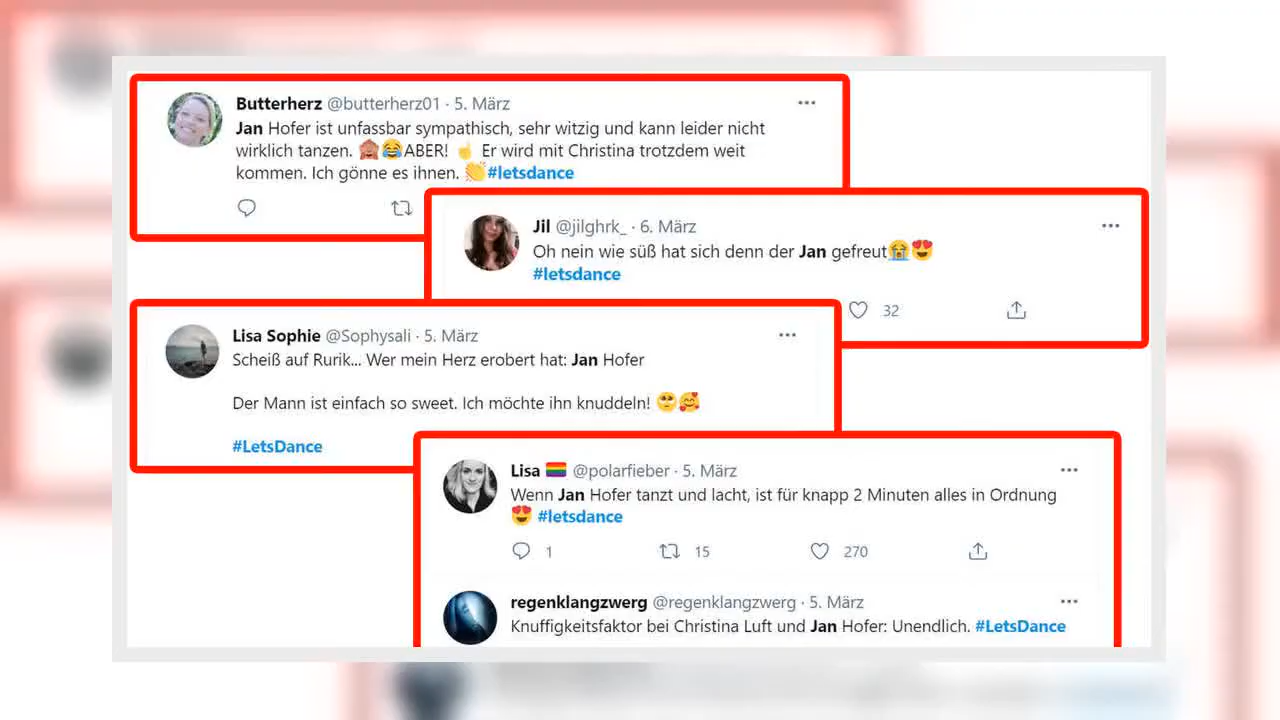 Butterherz @butterherz01 · 5. März
Jan Hofer ist unfassbar sympathisch, sehr witzig und kann leider nicht
wirklich tanzen. 🙈😂ABER! ☝️ Er wird mit Christina trotzdem weit
kommen. Ich gönne es ihnen. 👏#letsdance
Jil @jilghrk_ · 6. März
Oh nein wie süß hat sich denn der Jan gefreut😭😍
#letsdance
32
Lisa Sophie @Sophysali · 5. März
Scheiß auf Rurik... Wer mein Herz erobert hat: Jan Hofer
Der Mann ist einfach so sweet. Ich möchte ihn knuddeln! 🥺🥰
#LetsDance
Lisa 🏳️‍🌈 @polarfieber · 5. März
Wenn Jan Hofer tanzt und lacht, ist für knapp 2 Minuten alles in Ordnung
😍 #letsdance
1 15 270
regenklangzwerg @regenklangzwerg · 5. März
Knuffigkeitsfaktor bei Christina Luft und Jan Hofer: Unendlich. #LetsDance